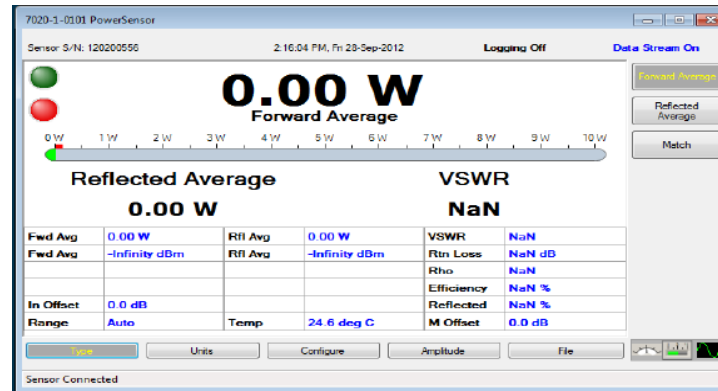 7020-1-0101 PowerSensor
Sensor S/N: 120200556 2:16:04 PM, Fri 28-Sep-2012 Logging Off Data Stream On
0.00 W
Forward Average
Forward Average
Reflected Average
Match
0 W 1 W 2 W 3 W 4 W 5 W 6 W 7 W 8 W 9 W 10 W
Reflected Average VSWR
0.00 W NaN
Fwd Avg 0.00 W Rfl Avg 0.00 W VSWR NaN
Fwd Avg -Infinity dBm Rfl Avg -Infinity dBm Rtn Loss NaN dB
Rho NaN
Efficiency NaN %
In Offset 0.0 dB Reflected NaN %
Range Auto Temp 24.6 deg C M Offset 0.0 dB
Type Units Configure Amplitude File
Sensor Connected